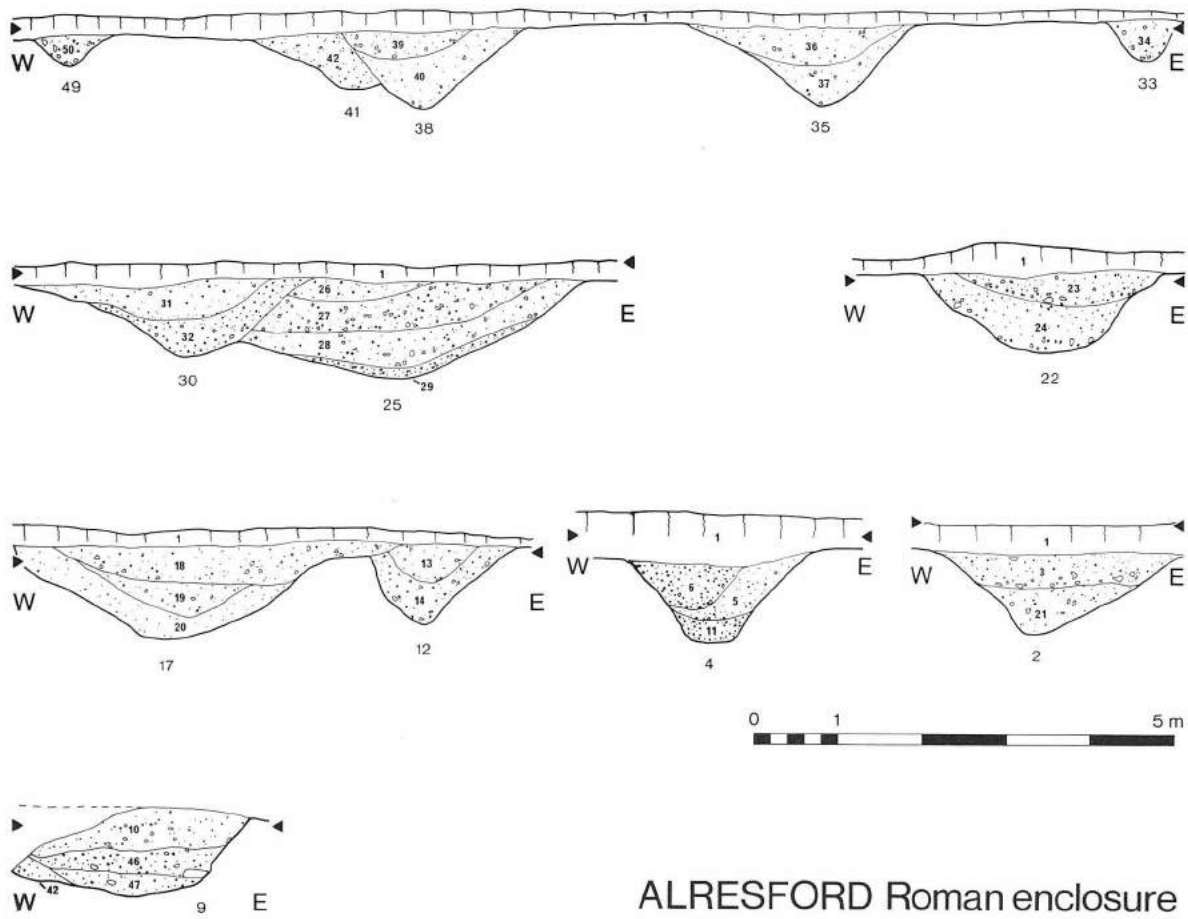 1
50 42 39 40 36 37 34
W E
49 41 38 35 33
1 1
31 26 23
27
32 28 24
W E W E
30 25 29 22
1 1 1
18 13 6 5 3
19 14
20 11 21
W E W E W E
17 12 4 2
0 1 5 m
10
46
47
W 42 9 E
ALRESFORD Roman enclosure